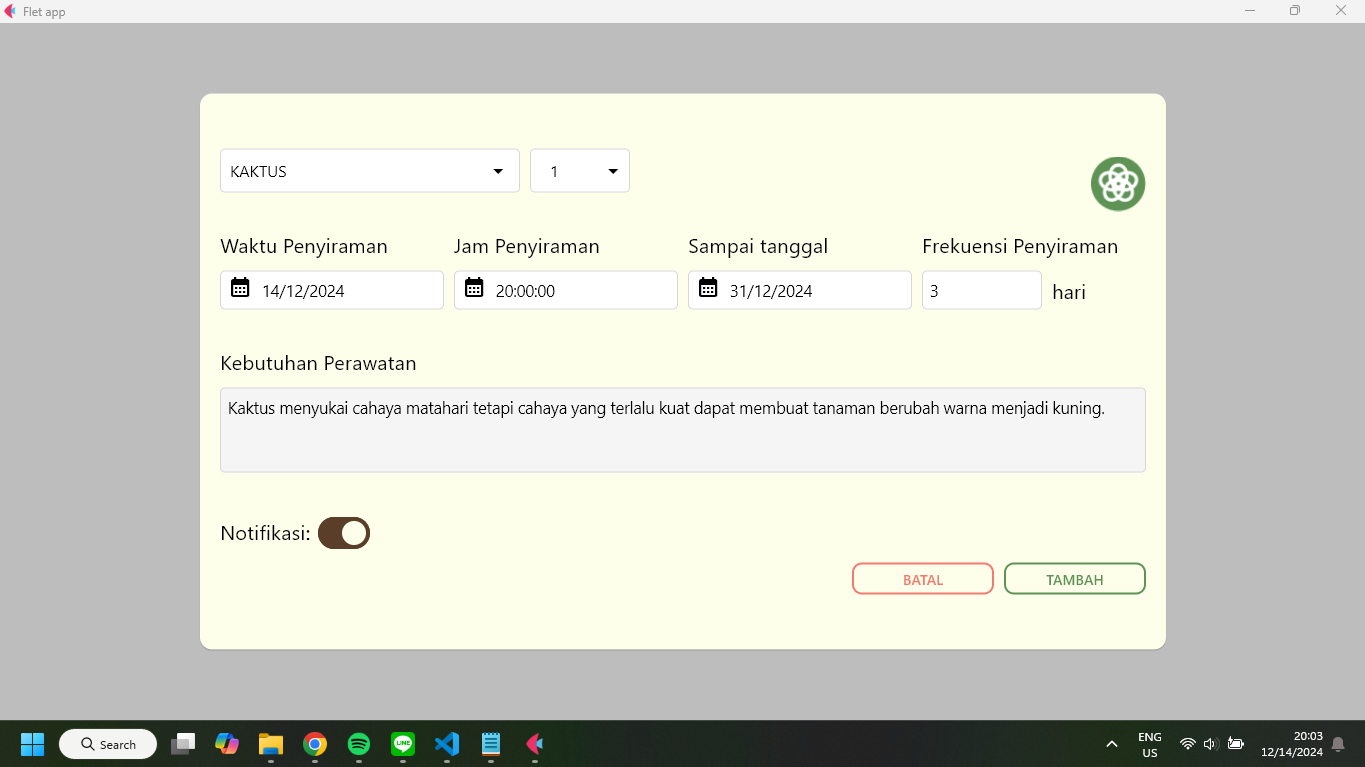 Flet app
KAKTUS 1
Waktu Penyiraman Jam Penyiraman Sampai tanggal Frekuensi Penyiraman
14/12/2024 20:00:00 31/12/2024 3 hari
Kebutuhan Perawatan
Kaktus menyukai cahaya matahari tetapi cahaya yang terlalu kuat dapat membuat tanaman berubah warna menjadi kuning.
Notifikasi:
BATAL TAMBAH
Search LINE ENG 20:03
US 12/14/2024